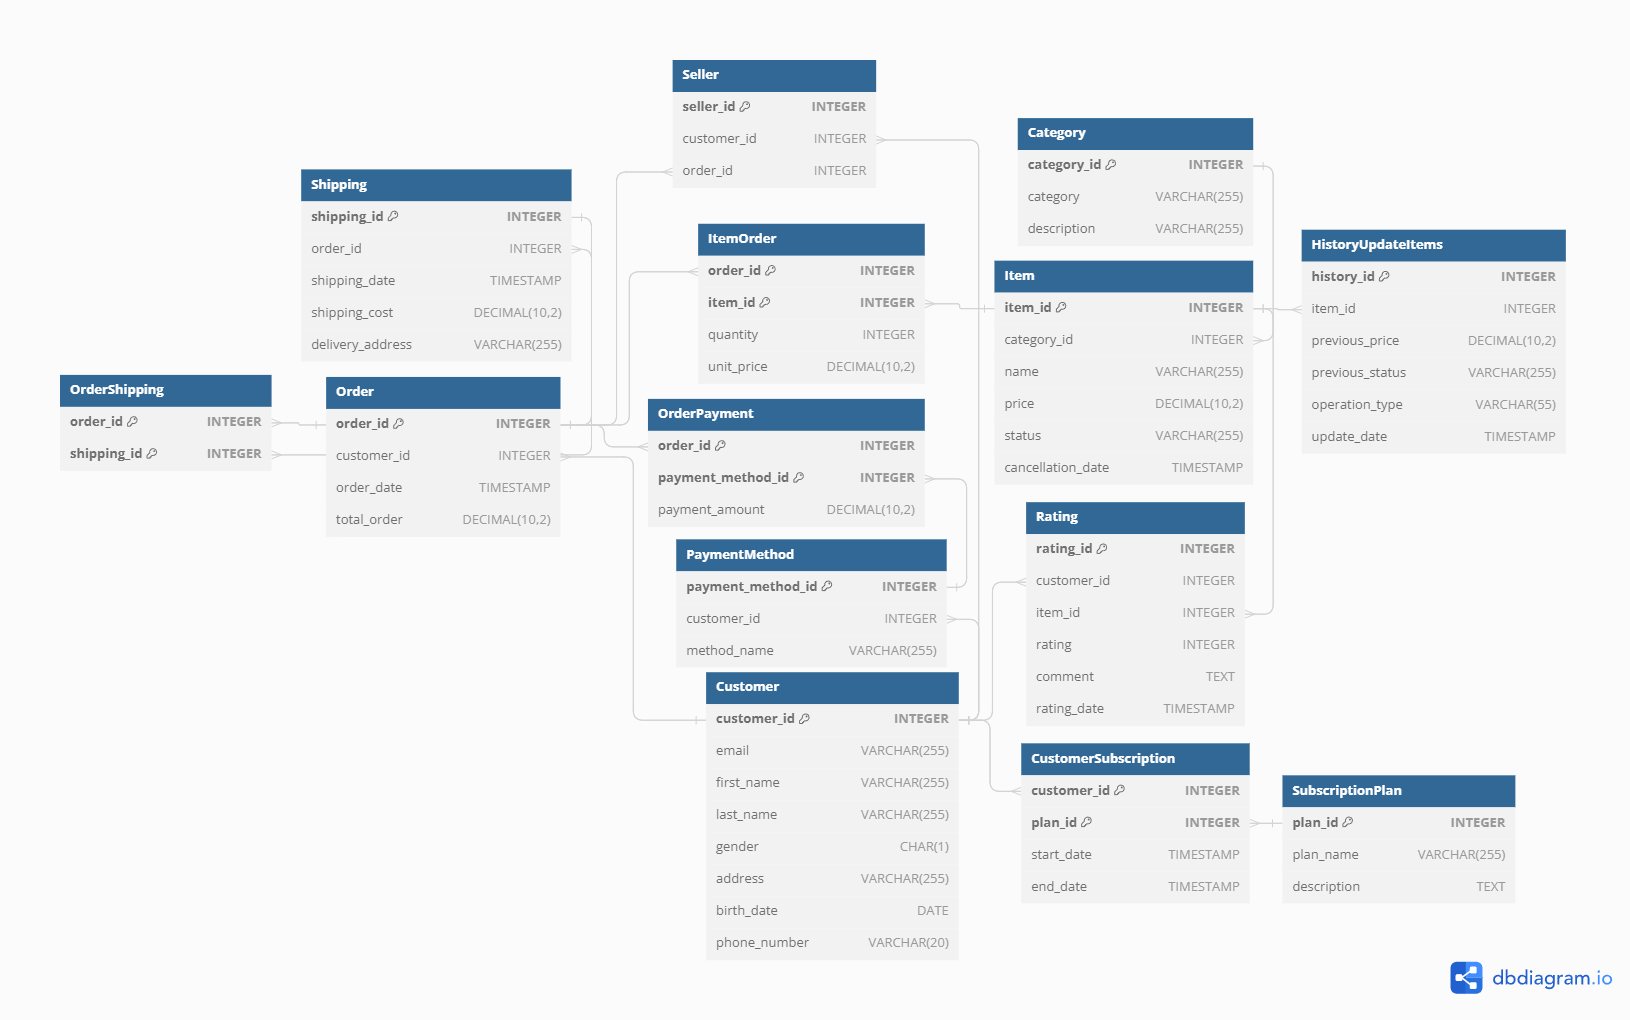 Seller
seller_id INTEGER
customer_id INTEGER
order_id INTEGER
Category
category_id INTEGER
category VARCHAR(255)
description VARCHAR(255)
Shipping
shipping_id INTEGER
order_id INTEGER
shipping_date TIMESTAMP
shipping_cost DECIMAL(10,2)
delivery_address VARCHAR(255)
ItemOrder
order_id INTEGER
item_id INTEGER
quantity INTEGER
unit_price DECIMAL(10,2)
HistoryUpdateItems
history_id INTEGER
item_id INTEGER
previous_price DECIMAL(10,2)
previous_status VARCHAR(255)
operation_type VARCHAR(55)
update_date TIMESTAMP
Item
item_id INTEGER
category_id INTEGER
name VARCHAR(255)
price DECIMAL(10,2)
status VARCHAR(255)
cancellation_date TIMESTAMP
OrderShipping
order_id INTEGER
shipping_id INTEGER
Order
order_id INTEGER
customer_id INTEGER
order_date TIMESTAMP
total_order DECIMAL(10,2)
OrderPayment
order_id INTEGER
payment_method_id INTEGER
payment_amount DECIMAL(10,2)
Rating
rating_id INTEGER
customer_id INTEGER
item_id INTEGER
rating INTEGER
comment TEXT
rating_date TIMESTAMP
PaymentMethod
payment_method_id INTEGER
customer_id INTEGER
method_name VARCHAR(255)
Customer
customer_id INTEGER
email VARCHAR(255)
first_name VARCHAR(255)
last_name VARCHAR(255)
gender CHAR(1)
address VARCHAR(255)
birth_date DATE
phone_number VARCHAR(20)
CustomerSubscription
customer_id INTEGER
plan_id INTEGER
start_date TIMESTAMP
end_date TIMESTAMP
SubscriptionPlan
plan_id INTEGER
plan_name VARCHAR(255)
description TEXT
dbdiagram.io